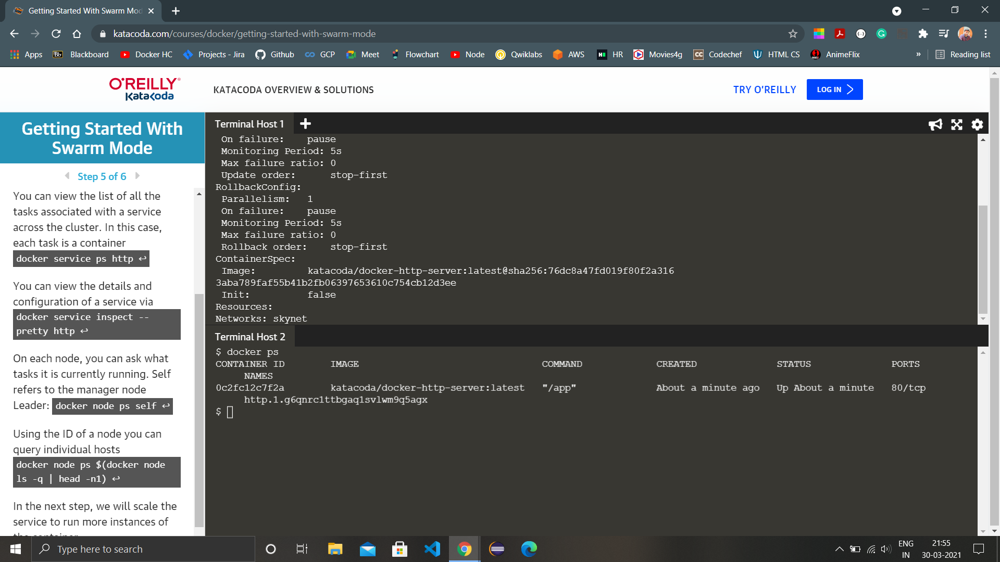 Getting Started With Swarm Mod
katacoda.com/courses/docker/getting-started-with-swarm-mode
Apps Blackboard Docker HC Projects - Jira Github GCP Meet Flowchart Node Qwiklabs AWS HR Movies4g Codechef HTML CS AnimeFlix » Reading list
O'REILLY
Katacoda
KATACODA OVERVIEW & SOLUTIONS
TRY O'REILLY
LOG IN
Getting Started With
Swarm Mode
Step 5 of 6
You can view the list of all the
tasks associated with a service
across the cluster. In this case,
each task is a container
docker service ps http ↩
You can view the details and
configuration of a service via
docker service inspect --
pretty http ↩
On each node, you can ask what
tasks it is currently running. Self
refers to the manager node
Leader: docker node ps self ↩
Using the ID of a node you can
query individual hosts
docker node ps $(docker node
ls -q | head -n1) ↩
In the next step, we will scale the
service to run more instances of
the container.
Terminal Host 1
On failure: pause
Monitoring Period: 5s
Max failure ratio: 0
Update order: stop-first
RollbackConfig:
Parallelism: 1
On failure: pause
Monitoring Period: 5s
Max failure ratio: 0
Rollback order: stop-first
ContainerSpec:
Image: katacoda/docker-http-server:latest@sha256:76dc8a47fd019f80f2a316
3aba789faf55b41b2fb06397653610c754cb12d3ee
Init: false
Resources:
Networks: skynet
Terminal Host 2
$ docker ps
CONTAINER ID IMAGE COMMAND CREATED STATUS PORTS
NAMES
0c2fc12c7f2a katacoda/docker-http-server:latest "/app" About a minute ago Up About a minute 80/tcp
http.1.g6qnrc1ttbgaq1svlwm9q5agx
$
Type here to search
ENG
IN
21:55
30-03-2021